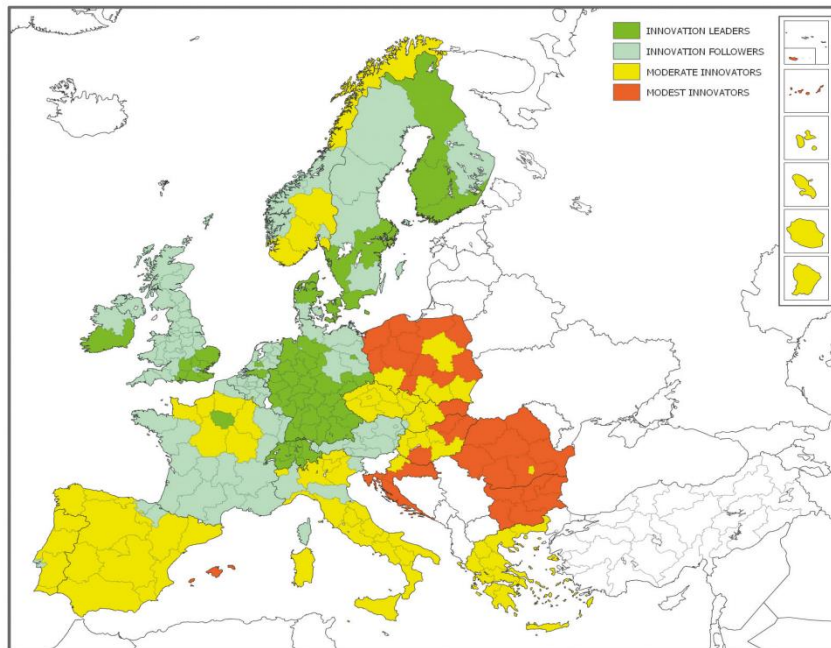 INNOVATION LEADERS
INNOVATION FOLLOWERS
MODERATE INNOVATORS
MODEST INNOVATORS